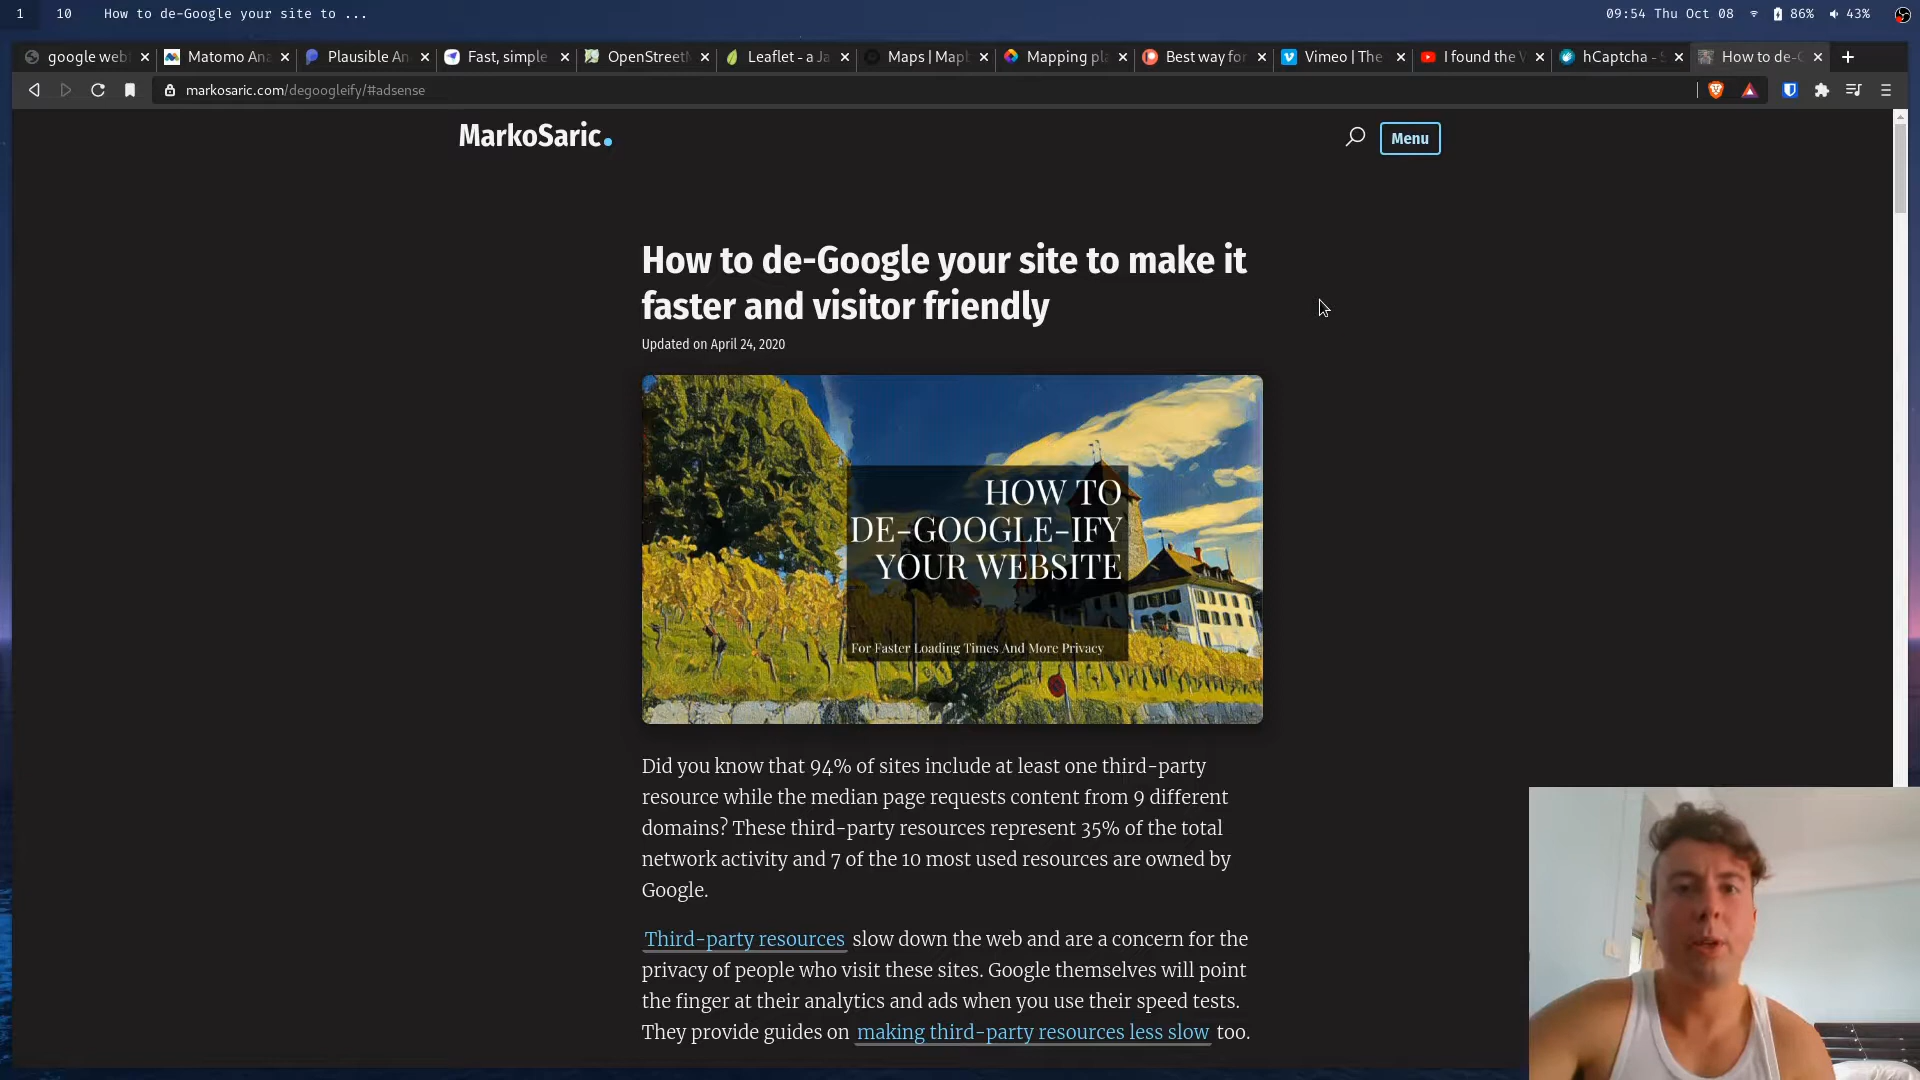 1 10 How to de-Google your site to ... 09:54 Thu Oct 08 86% 43%
google web Matomo An Plausible An Fast, simple OpenStreet Leaflet - a Ja Maps | Map Mapping pl Best way for Vimeo | The I found the hCaptcha - How to de-
markosaric.com/degoogleify/#adsense
MarkoSaric.
Menu
How to de-Google your site to make it
faster and visitor friendly
Updated on April 24, 2020
HOW TO
DE-GOOGLE-IFY
YOUR WEBSITE
For Faster Loading Times And More Privacy
Did you know that 94% of sites include at least one third-party
resource while the median page requests content from 9 different
domains? These third-party resources represent 35% of the total
network activity and 7 of the 10 most used resources are owned by
Google.
Third-party resources slow down the web and are a concern for the
privacy of people who visit these sites. Google themselves will point
the finger at their analytics and ads when you use their speed tests.
They provide guides on making third-party resources less slow too.